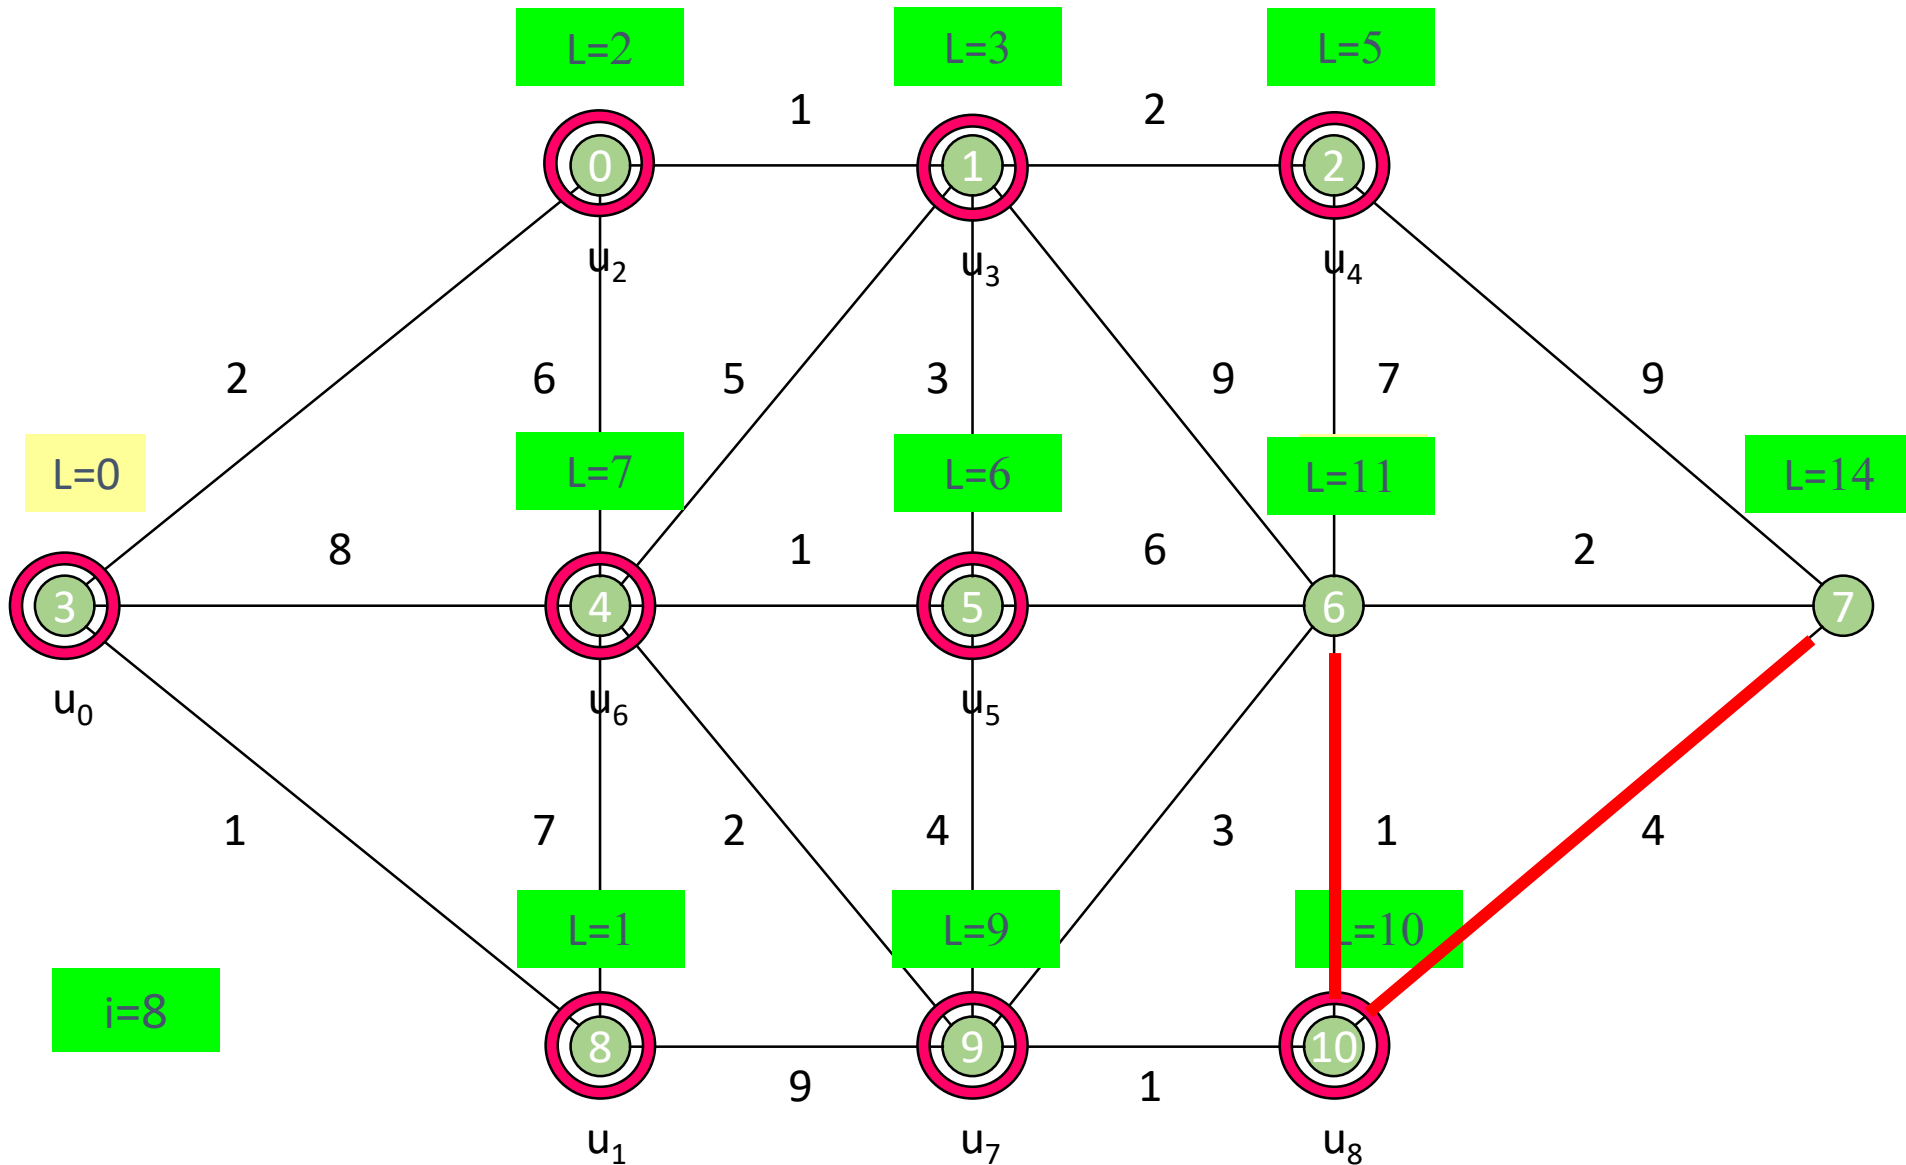 L=2 L=3 L=5
1 2
0 1 2
u2 u3 u4
2 6 5 3 9 7 9
L=0 L=7 L=6 L=11 L=14
8 1 6 2
3 4 5 6 7
u0 u6 u5
1 7 2 4 3 1 4
L=1 L=9 L=10
i=8
8 9 10
9 1
u1 u7 u8